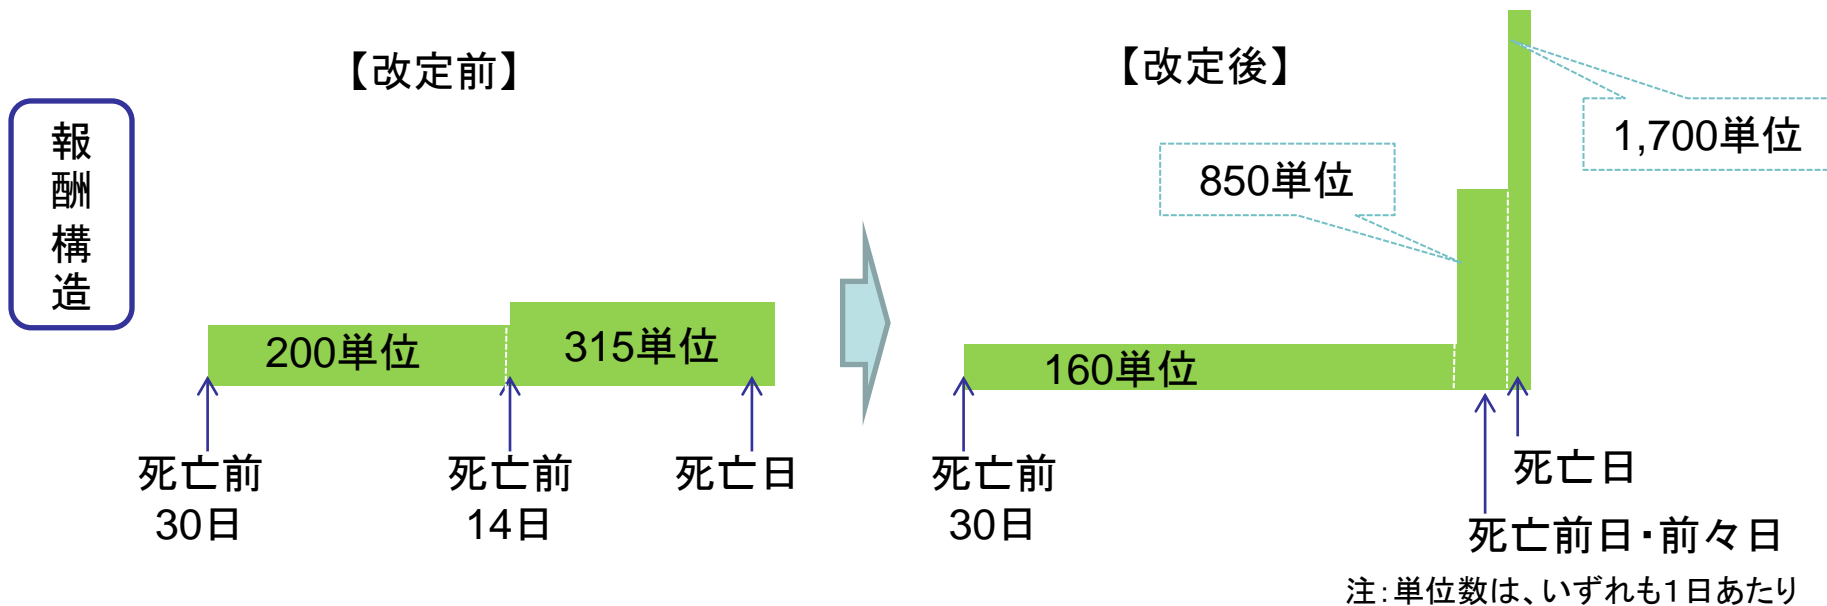 報酬構造
【改定前】
200単位
315単位
死亡前
30日
死亡前
14日
死亡日
【改定後】
160単位
850単位
1,700単位
死亡前
30日
死亡日
死亡前日・前々日
注:単位数は、いずれも1日あたり